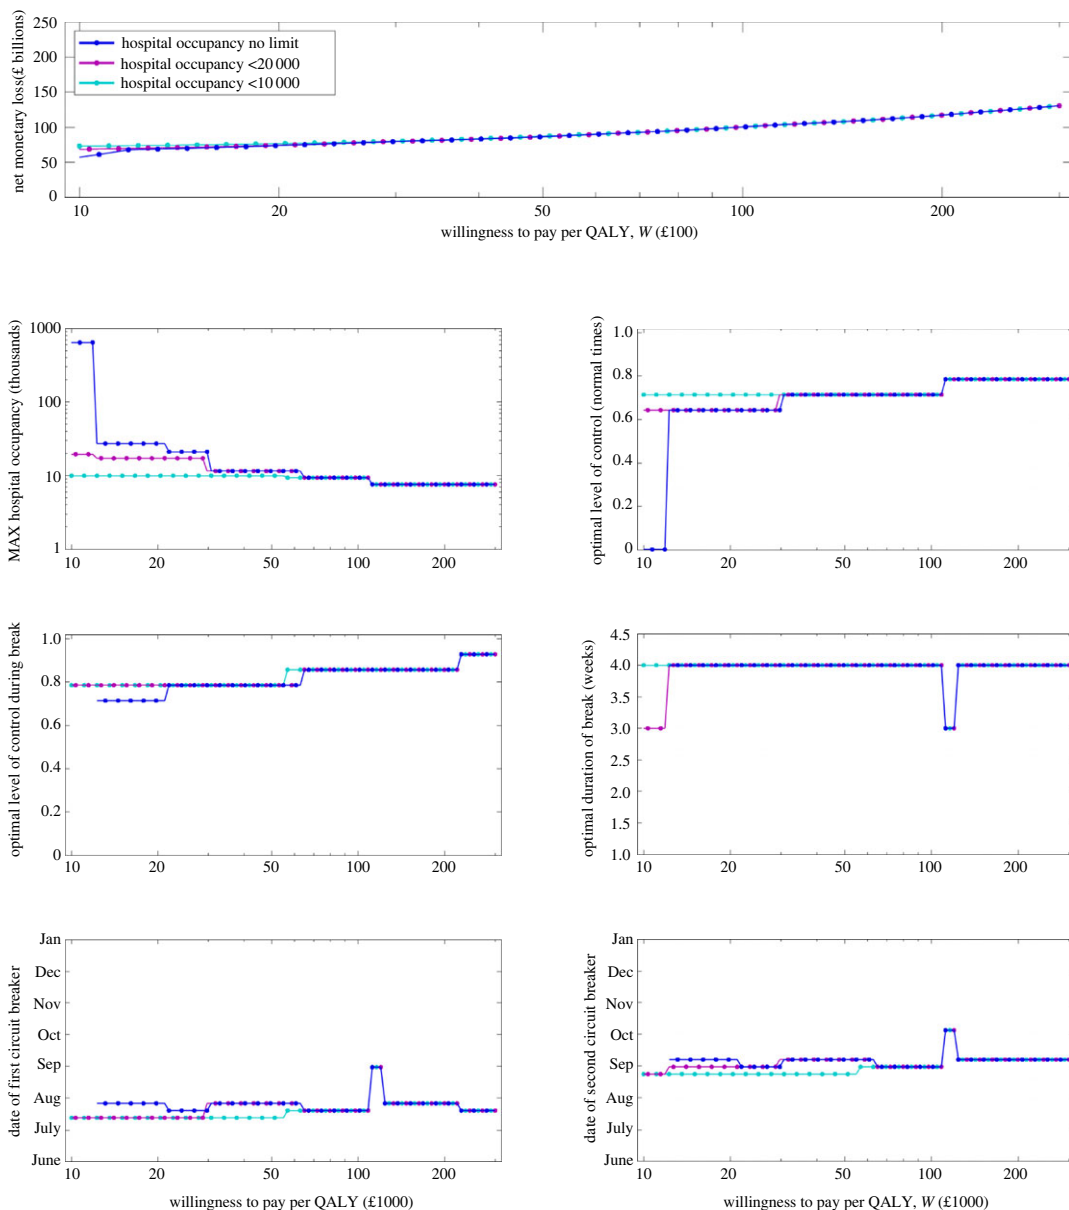 250
200
150
100
50
0
net monetary loss(£ billions)
hospital occupancy no limit
hospital occupancy <20 000
hospital occupancy <10 000
10 20 50 100 200
willingness to pay per QALY, W (£100)
1000
100
10
1
MAX hospital occupancy (thousands)
10 20 50 100 200
1.0
0.8
0.6
0.4
0.2
0
optimal level of control (normal times)
10 20 50 100 200
1.0
0.8
0.6
0.4
0.2
0
optimal level of control during break
10 20 50 100 200
4.5
4.0
3.5
3.0
2.5
2.0
1.5
1.0
optimal duration of break (weeks)
10 20 50 100 200
Jan
Dec
Nov
Oct
Sep
Aug
July
June
date of first circuit breaker
10 20 50 100 200
willingness to pay per QALY (£1000)
Jan
Dec
Nov
Oct
Sep
Aug
July
June
date of second circuit breaker
10 20 50 100 200
willingness to pay per QALY, W (£1000)